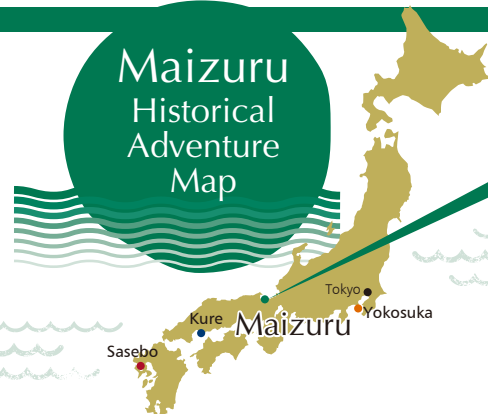 Maizuru
Historical
Adventure
Map
Tokyo
Yokosuka
Kure
Maizuru
Sasebo